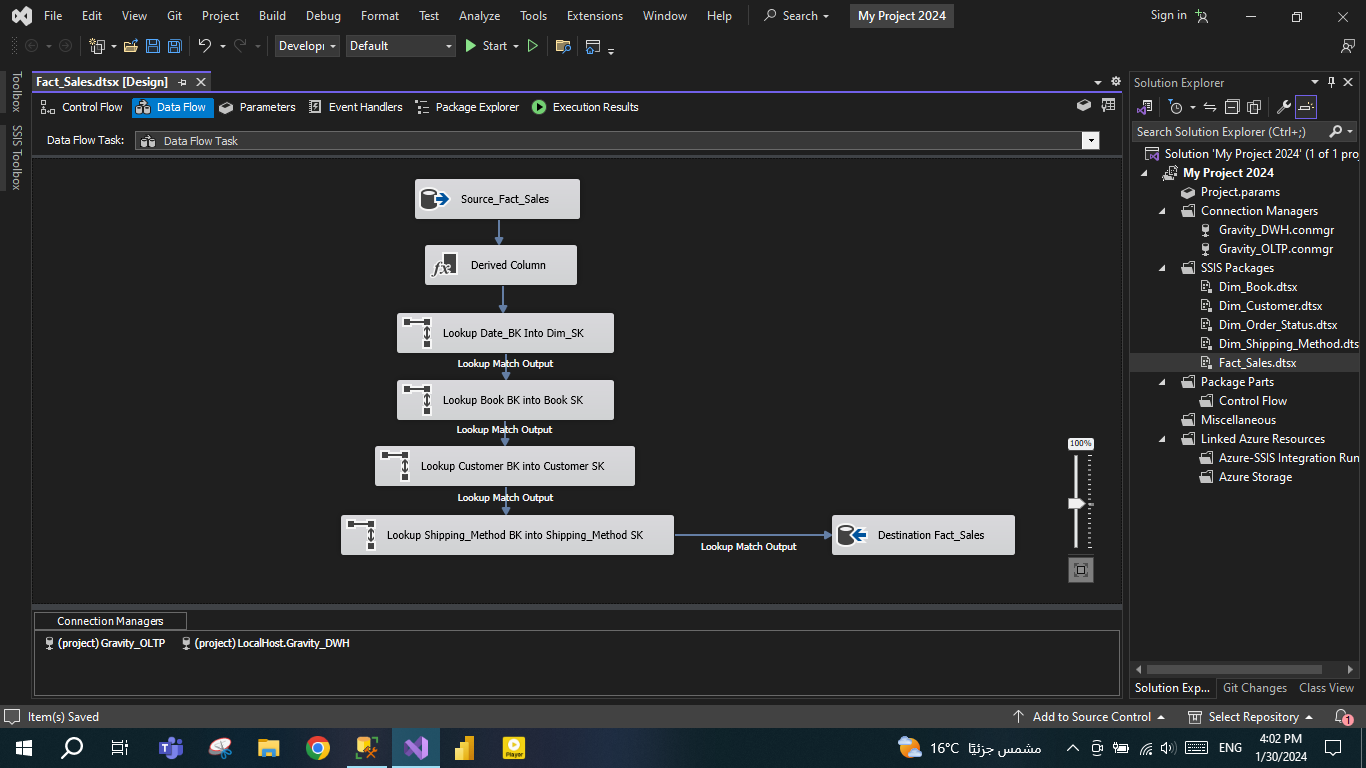 File Edit View Git Project Build Debug Format Test Analyze Tools Extensions Window Help Search My Project 2024 Sign in
Developı Default Start
Toolbox
SSIS Toolbox
Fact_Sales.dtsx [Design]
Control Flow Data Flow Parameters Event Handlers Package Explorer Execution Results
Data Flow Task: Data Flow Task
Source_Fact_Sales
fx Derived Column
Lookup Date_BK Into Dim_SK
Lookup Match Output
Lookup Book BK into Book SK
Lookup Match Output
Lookup Customer BK into Customer SK
Lookup Match Output
Lookup Shipping_Method BK into Shipping_Method SK
Lookup Match Output
Destination Fact_Sales
100%
Connection Managers
(project) Gravity_OLTP (project) LocalHost.Gravity_DWH
Solution Explorer
Search Solution Explorer (Ctrl+;)
Solution 'My Project 2024' (1 of 1 proj
My Project 2024
Project.params
Connection Managers
Gravity_DWH.conmgr
Gravity_OLTP.conmgr
SSIS Packages
Dim_Book.dtsx
Dim_Customer.dtsx
Dim_Order_Status.dtsx
Dim_Shipping_Method.dts
Fact_Sales.dtsx
Package Parts
Control Flow
Miscellaneous
Linked Azure Resources
Azure-SSIS Integration Run
Azure Storage
Solution Exp... Git Changes Class View
Item(s) Saved Add to Source Control Select Repository 1
16°C مشمس جزئيًا ENG 4:02 PM
1/30/2024
Player